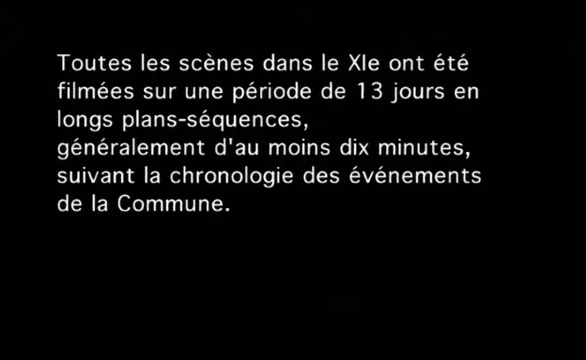 Toutes les scènes dans le XIe ont été
filmées sur une période de 13 jours en
longs plans-séquences,
généralement d'au moins dix minutes,
suivant la chronologie des événements
de la Commune.